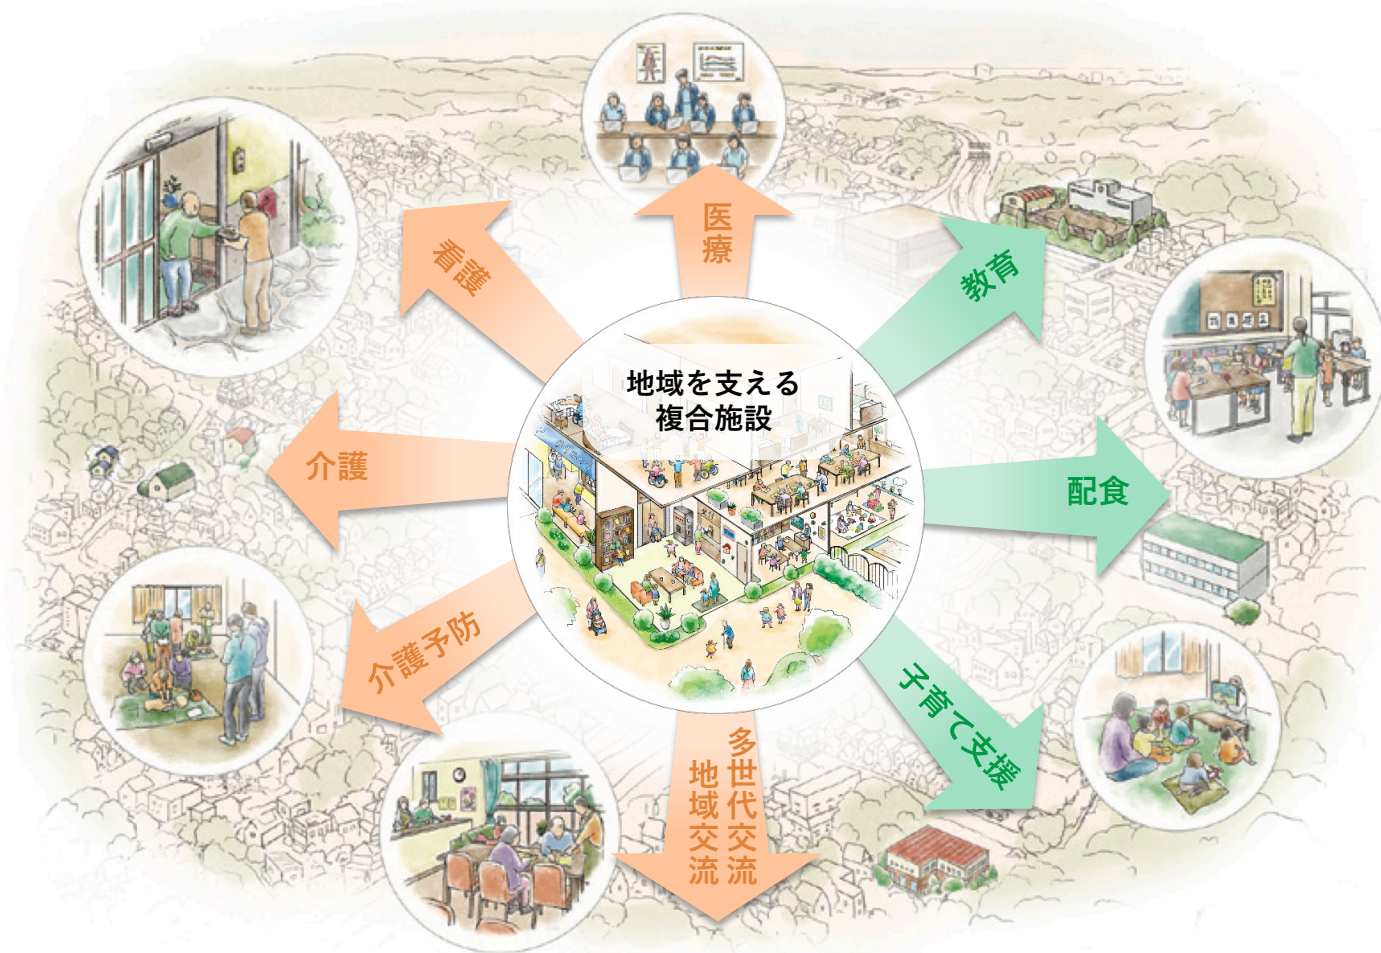 医療
看護
教育
地域を支える
複合施設
介護
配食
介護予防
子育て支援
多世代交流
地域交流